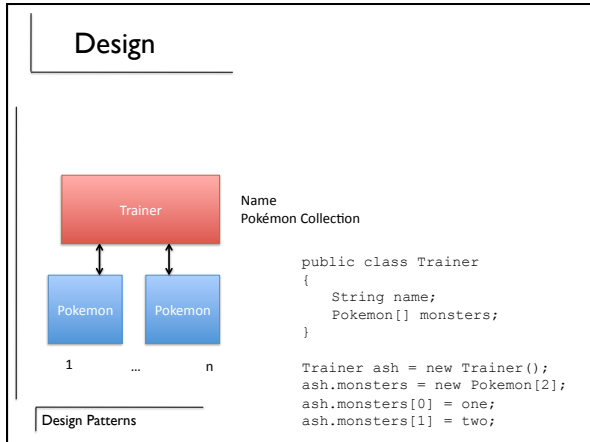 Design
Trainer
Name
Pokémon Collection
Pokemon
Pokemon
1 ... n
public class Trainer
{
String name;
Pokemon[] monsters;
}
Trainer ash = new Trainer();
ash.monsters = new Pokemon[2];
ash.monsters[0] = one;
ash.monsters[1] = two;
Design Patterns